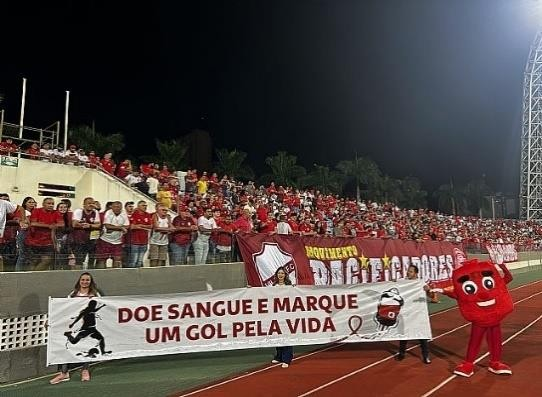 MOVIMENTO
DOE SANGUE E MARQUE
UM GOL PELA VIDA